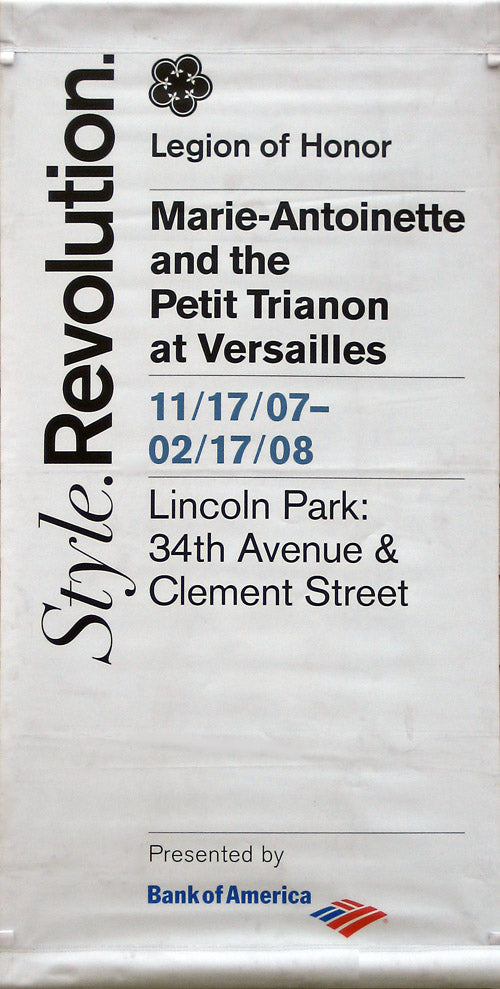 Style. Revolution.
Legion of Honor
Marie-Antoinette
and the
Petit Trianon
at Versailles
11/17/07–
02/17/08
Lincoln Park:
34th Avenue &
Clement Street
Presented by
Bank of America